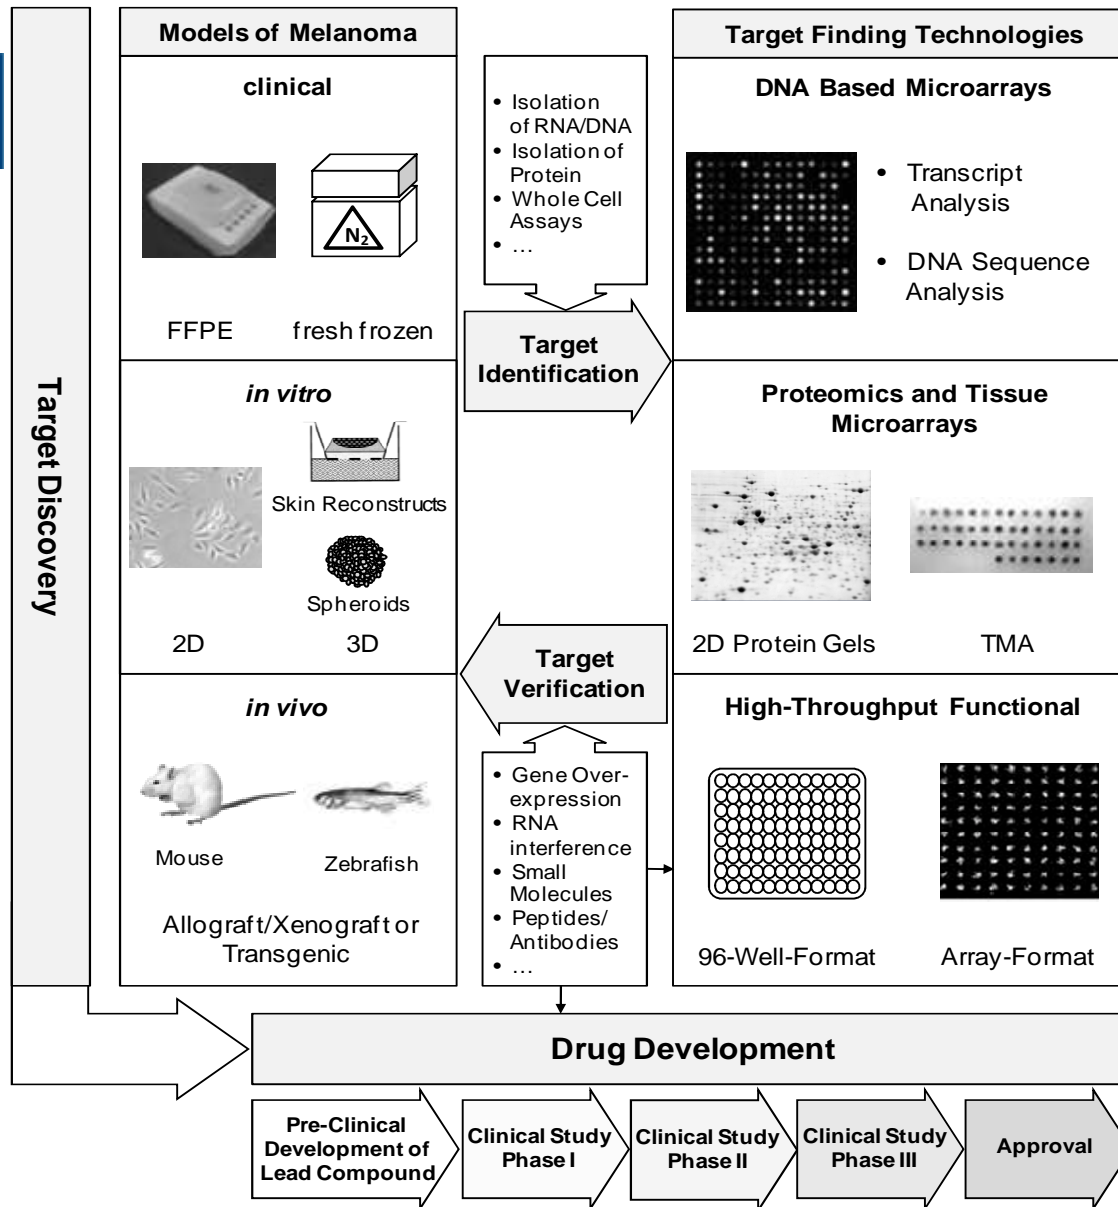 Models of Melanoma
Target Finding Technologies
Target Discovery
clinical
FFPE
fresh frozen
N2
in vitro
Skin Reconstructs
Spheroids
2D
3D
in vivo
Mouse
Zebrafish
Allograft/Xenograft or
Transgenic
• Isolation
of RNA/DNA
• Isolation of
Protein
• Whole Cell
Assays
• …
Target
Identification
Target
Verification
• Gene Over-
expression
• RNA
interference
• Small
Molecules
• Peptides/
Antibodies
• …
DNA Based Microarrays
• Transcript
Analysis
• DNA Sequence
Analysis
Proteomics and Tissue
Microarrays
2D Protein Gels
TMA
High-Throughput Functional
96-Well-Format
Array-Format
Drug Development
Pre-Clinical
Development of
Lead Compound
Clinical Study
Phase I
Clinical Study
Phase II
Clinical Study
Phase III
Approval